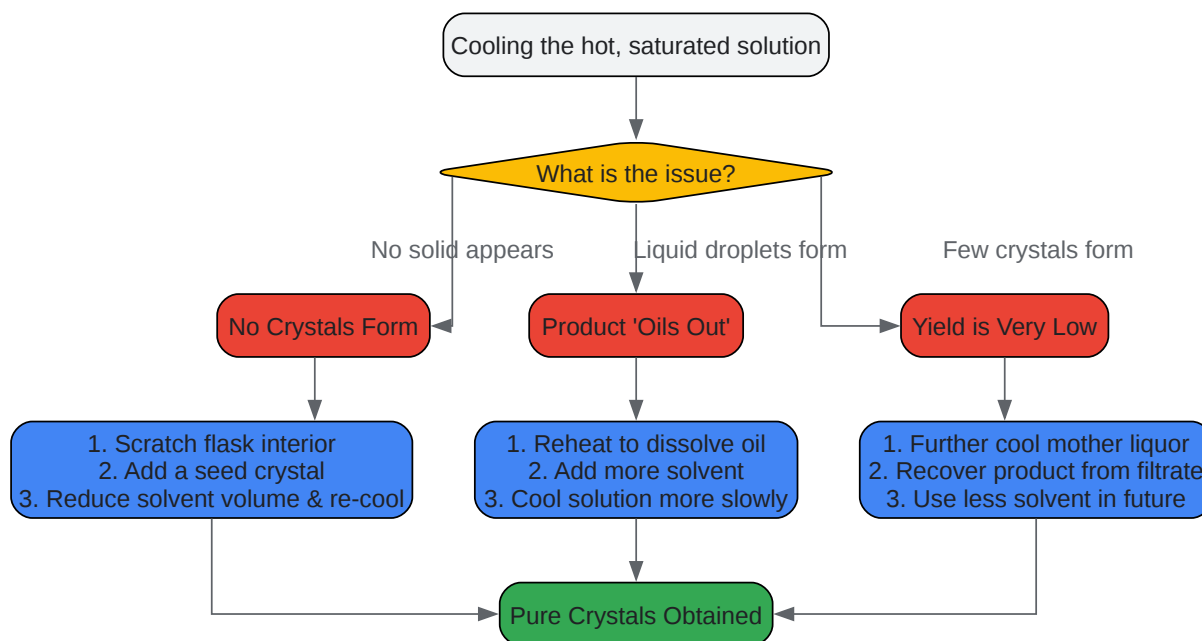 Cooling the hot, saturated solution
What is the issue?
No solid appears
Liquid droplets form
Few crystals form
No Crystals Form
Product 'Oils Out'
Yield is Very Low
1. Scratch flask interior
2. Add a seed crystal
3. Reduce solvent volume & re-cool
1. Reheat to dissolve oil
2. Add more solvent
3. Cool solution more slowly
1. Further cool mother liquor
2. Recover product from filtrate
3. Use less solvent in future
Pure Crystals Obtained